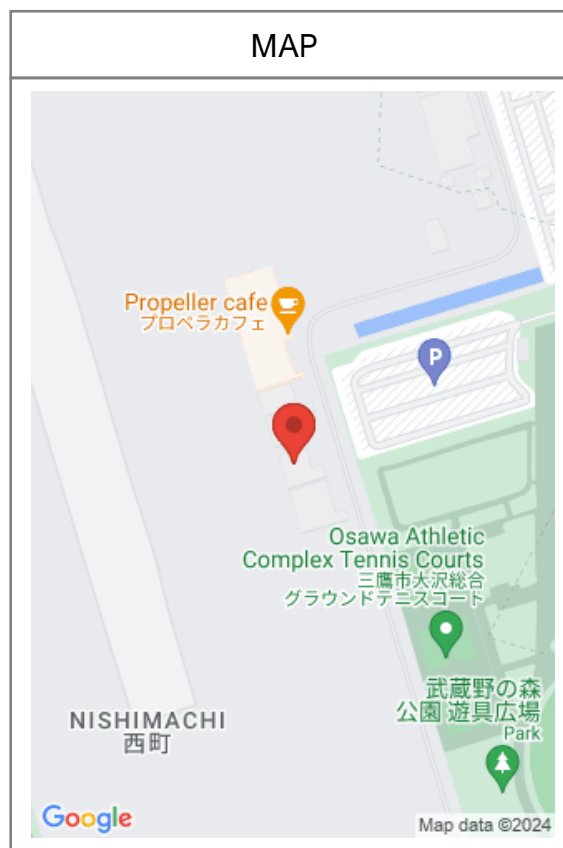 MAP
Propeller cafe
プロペラカフェ
P
Osawa Athletic
Complex Tennis Courts
三鷹市大沢総合
グラウンドテニスコート
武蔵野の森
公園 遊具広場
Park
NISHIMACHI
西町
Google
Map data ©2024